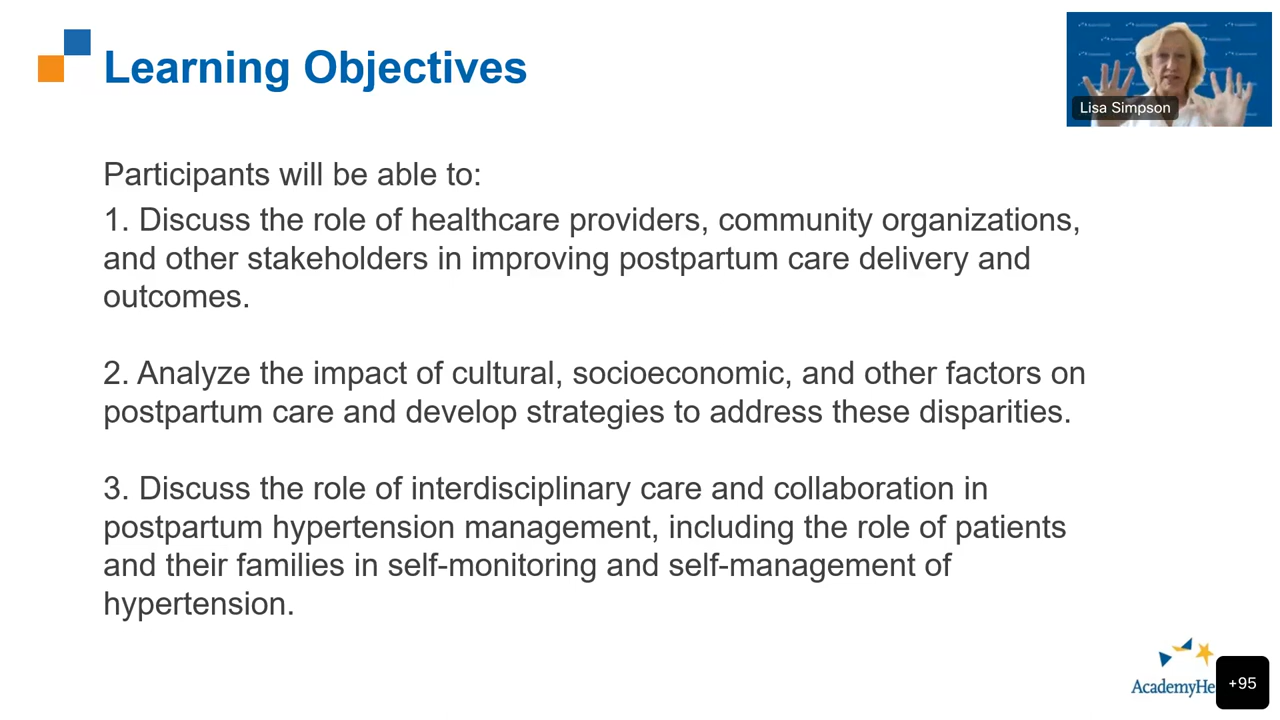 Learning Objectives
Lisa Simpson
Participants will be able to:
1. Discuss the role of healthcare providers, community organizations,
and other stakeholders in improving postpartum care delivery and
outcomes.
2. Analyze the impact of cultural, socioeconomic, and other factors on
postpartum care and develop strategies to address these disparities.
3. Discuss the role of interdisciplinary care and collaboration in
postpartum hypertension management, including the role of patients
and their families in self-monitoring and self-management of
hypertension.
AcademyHe
+95